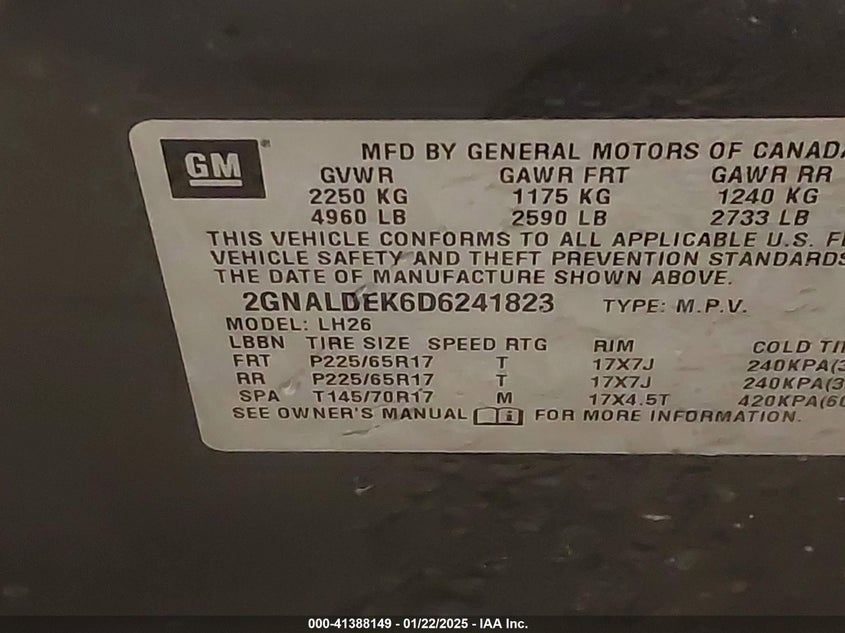 GM
MFD BY GENERAL MOTORS OF CANADA
GVWR GAWR FRT GAWR RR
2250 KG 1175 KG 1240 KG
4960 LB 2590 LB 2733 LB
THIS VEHICLE CONFORMS TO ALL APPLICABLE U.S.
VEHICLE SAFETY AND THEFT PREVENTION STANDARDS
THE DATE OF MANUFACTURE SHOWN ABOVE.
2GNALDEK6D6241823 TYPE: M.P.V.
MODEL: LH26
LBBN TIRE SIZE SPEED RTG RIM COLD
FRT P225/65R17 T 17X7J 240KPA(3
RR P225/65R17 T 17X7J 240KPA(3
SPA T145/70R17 M 17X4.5T 420KPA(60
SEE OWNER'S MANUAL i FOR MORE INFORMATION.
000-41388149 - 01/22/2025 - IAA Inc.